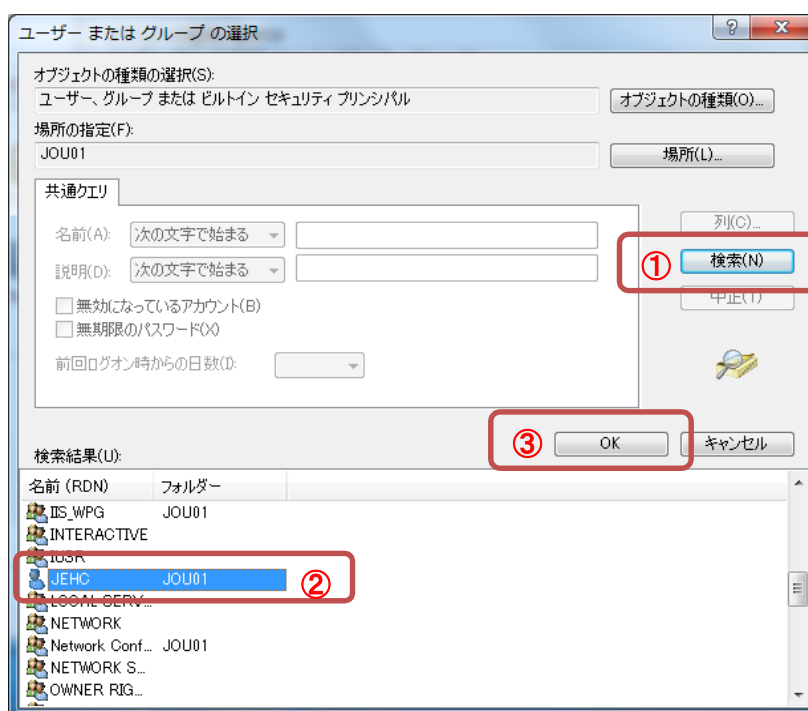 ユーザー または グループ の選択
オブジェクトの種類の選択(S):
ユーザー、グループ または ビルトイン セキュリティ プリンシパル
オブジェクトの種類(O)...
場所の指定(F):
JOU01
場所(L)...
共通クエリ
名前(A):
次の文字で始まる
列(C)...
説明(D):
次の文字で始まる
① 検索(N)
無効になっているアカウント(B)
中止(T)
無期限のパスワード(X)
前回ログオン時からの日数(I):
③ OK
キャンセル
検索結果(U):
名前 (RDN) フォルダー
IIS_WPG JOU01
INTERACTIVE
IUSR
JEHC JOU01 ②
LOCAL SERV...
NETWORK
Network Conf... JOU01
NETWORK S...
OWNER RIG...